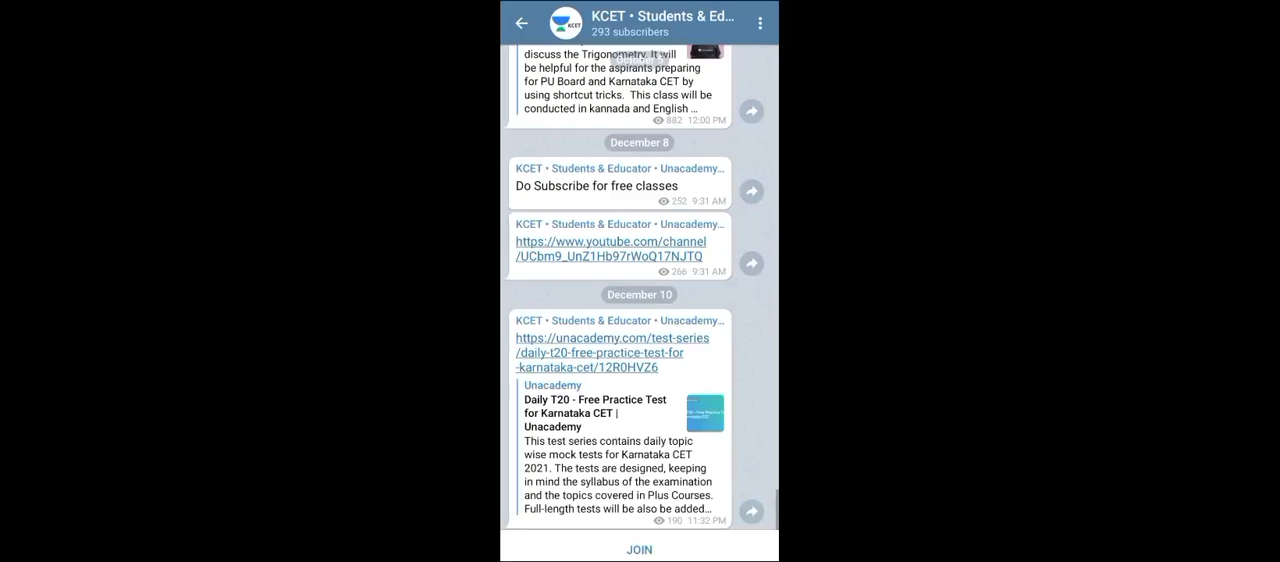 KCET • Students & Ed...
293 subscribers
KCET
discuss the Trigonometry. It will
be helpful for the aspirants preparing
for PU Board and Karnataka CET by
using shortcut tricks. This class will be
conducted in kannada and English ...
882 12:00 PM
December 8
KCET • Students & Educator • Unacademy...
Do Subscribe for free classes
252 9:31 AM
KCET • Students & Educator • Unacademy...
https://www.youtube.com/channel
/UCbm9_UnZ1Hb97rWoQ17NJTQ
266 9:31 AM
December 10
KCET • Students & Educator • Unacademy...
https://unacademy.com/test-series
/daily-t20-free-practice-test-for
-karnataka-cet/12R0HVZ6
Unacademy
Daily T20 - Free Practice Test
for Karnataka CET |
Unacademy
This test series contains daily topic
wise mock tests for Karnataka CET
2021. The tests are designed, keeping
in mind the syllabus of the examination
and the topics covered in Plus Courses.
Full-length tests will be also be added...
190 11:32 PM
JOIN